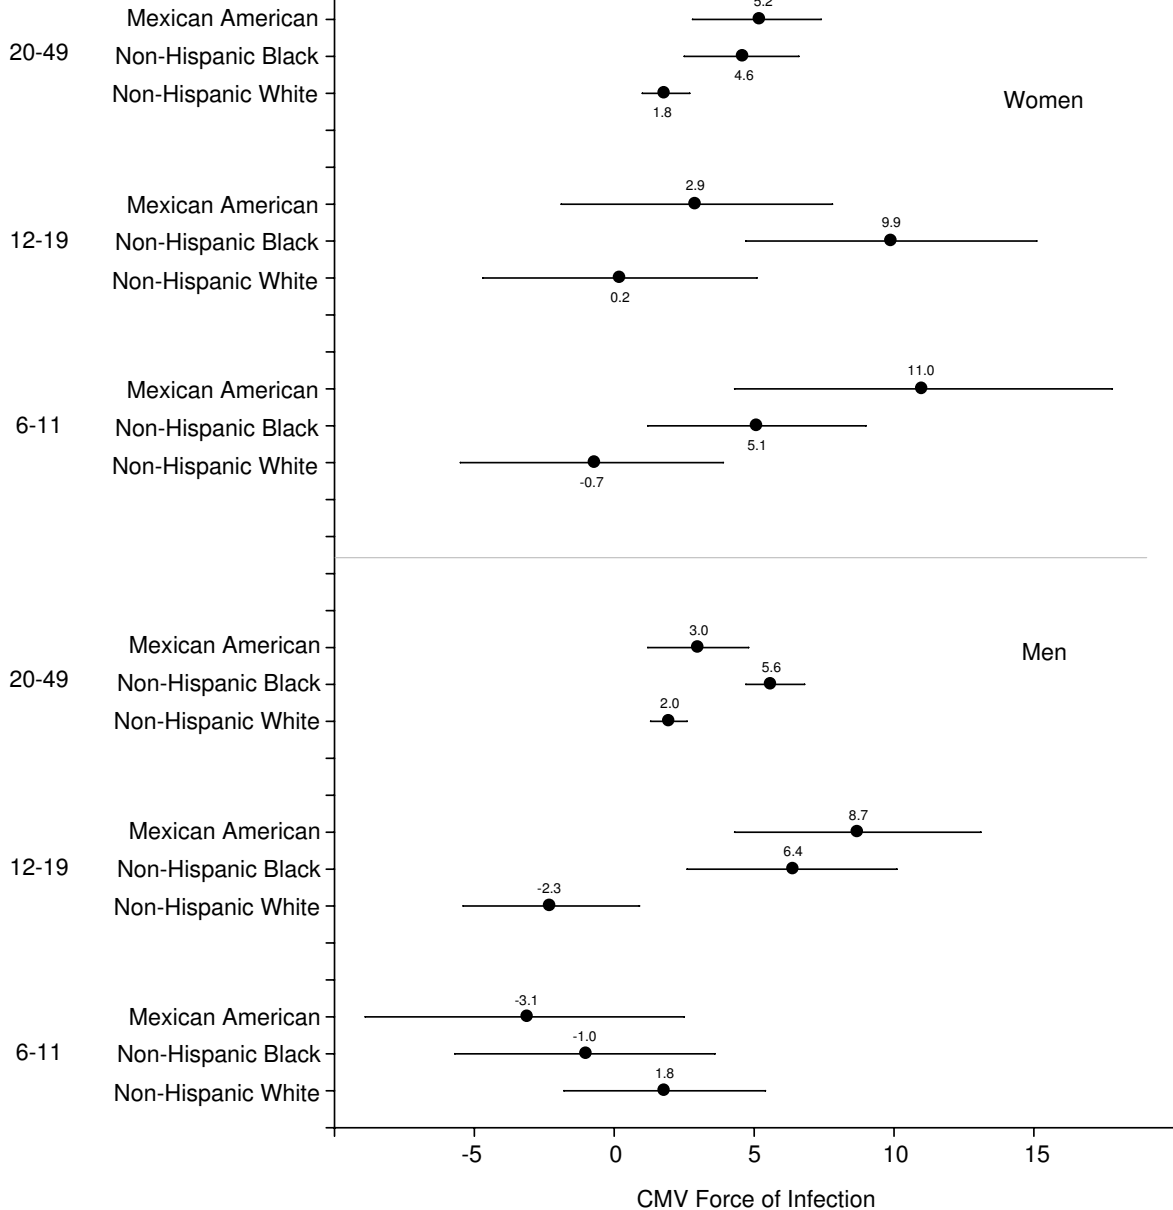 5.2
Mexican American
20-49
Non-Hispanic Black
4.6
Non-Hispanic White
1.8
Women
2.9
Mexican American
9.9
12-19
Non-Hispanic Black
Non-Hispanic White
0.2
11.0
Mexican American
6-11
Non-Hispanic Black
5.1
Non-Hispanic White
-0.7
3.0
Mexican American
Men
5.6
20-49
Non-Hispanic Black
2.0
Non-Hispanic White
8.7
Mexican American
6.4
12-19
Non-Hispanic Black
-2.3
Non-Hispanic White
-3.1
Mexican American
-1.0
6-11
Non-Hispanic Black
1.8
Non-Hispanic White
-5 0 5 10 15
CMV Force of Infection